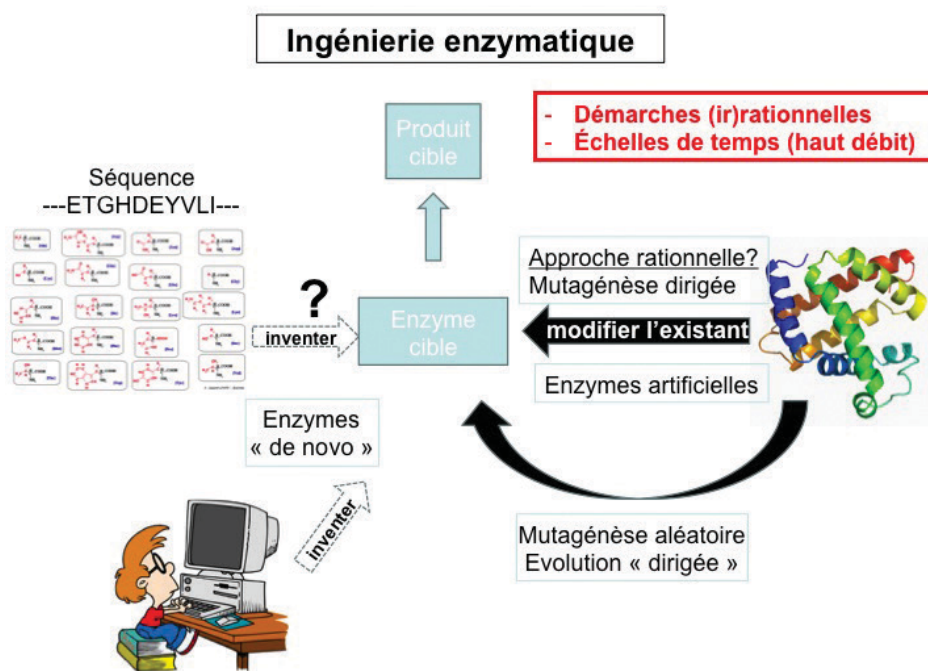 Ingénierie enzymatique
Produit
cible
- Démarches (ir)rationnelles
- Échelles de temps (haut débit)
Séquence
---ETGHDEYVLI---
?
inventer
Enzyme
cible
Approche rationnelle?
Mutagénèse dirigée
modifier l'existant
Enzymes artificielles
Enzymes
« de novo »
inventer
Mutagénèse aléatoire
Evolution « dirigée »